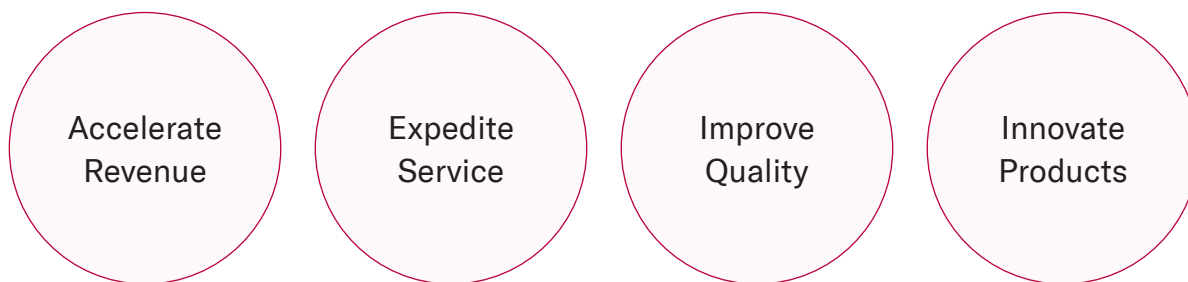 Accelerate
Revenue
Expedite
Service
Improve
Quality
Innovate
Products